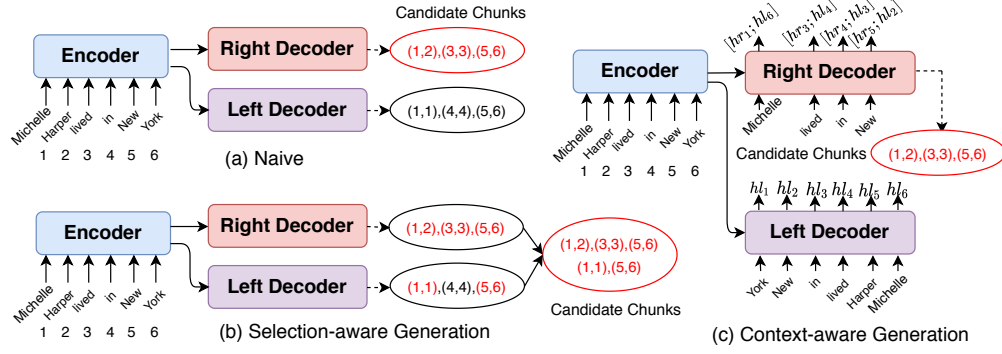 Candidate Chunks
Encoder
Right Decoder
(1,2),(3,3),(5,6)
Left Decoder
(1,1),(4,4),(5,6)
Michelle Harper lived in New York
1 2 3 4 5 6
(a) Naive
Encoder
Right Decoder
(1,2),(3,3),(5,6)
Left Decoder
(1,1),(4,4),(5,6)
(1,2),(3,3),(5,6)
(1,1),(5,6)
Candidate Chunks
Michelle Harper lived in New York
1 2 3 4 5 6
(b) Selection-aware Generation
[hr1; hl6] [hr3; hl4] [hr4; hl3] [hr5; hl2]
Encoder
Right Decoder
Michelle Harper lived in New York
1 2 3 4 5 6
Michelle lived in New
Candidate Chunks
(1,2),(3,3),(5,6)
hl1 hl2 hl3 hl4 hl5 hl6
Left Decoder
York New in lived Harper Michelle
(c) Context-aware Generation